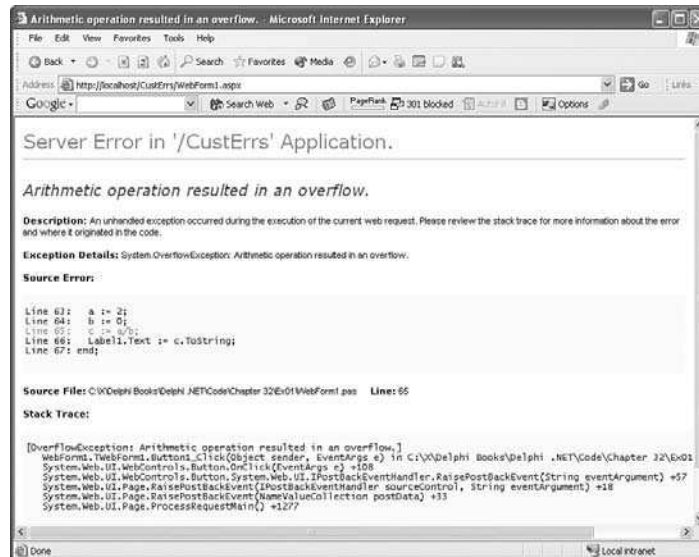 Arithmetic operation resulted in an overflow. - Microsoft Internet Explorer
File Edit View Favorites Tools Help
Back Search Favorites Media
Address http://localhost/CustErrs/WebForm1.aspx Go Links
Google Search Web PageRank 301 blocked Options
Server Error in '/CustErrs' Application.
Arithmetic operation resulted in an overflow.
Description: An unhandled exception occurred during the execution of the current web request. Please review the stack trace for more information about the error
and where it originated in the code.
Exception Details: System.OverflowException: Arithmetic operation resulted in an overflow.
Source Error:
Line 63: a := 2;
Line 64: b := 0;
Line 65: c := a/b;
Line 66: Label1.Text := c.ToString;
Line 67: end;
Source File: C:\X\Delphi Books\Delphi .NET\Code\Chapter 32\Ex01\WebForm1.pas Line: 65
Stack Trace:
[OverflowException: Arithmetic operation resulted in an overflow.]
WebForm1.TWebForm1.Button1_Click(Object sender, EventArgs e) in C:\X\Delphi Books\Delphi .NET\Code\Chapter 32\Ex01
System.Web.UI.WebControls.Button.OnClick(EventArgs e) +108
System.Web.UI.WebControls.Button.System.Web.UI.IPostBackEventHandler.RaisePostBackEvent(String eventArgument) +57
System.Web.UI.Page.RaisePostBackEvent(IPostBackEventHandler sourceControl, String eventArgument) +18
System.Web.UI.Page.RaisePostBackEvent(NameValueCollection postData) +33
System.Web.UI.Page.ProcessRequestMain() +1277
Done Local intranet